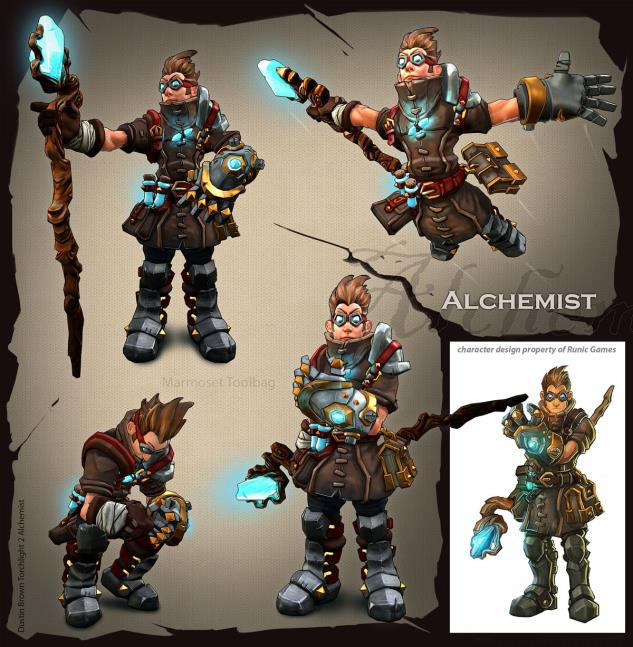 ALCHEMIST
character design property of Runic Games
Marmoset Toolbag
Dustin Brown Torchlight 2 Alchemist